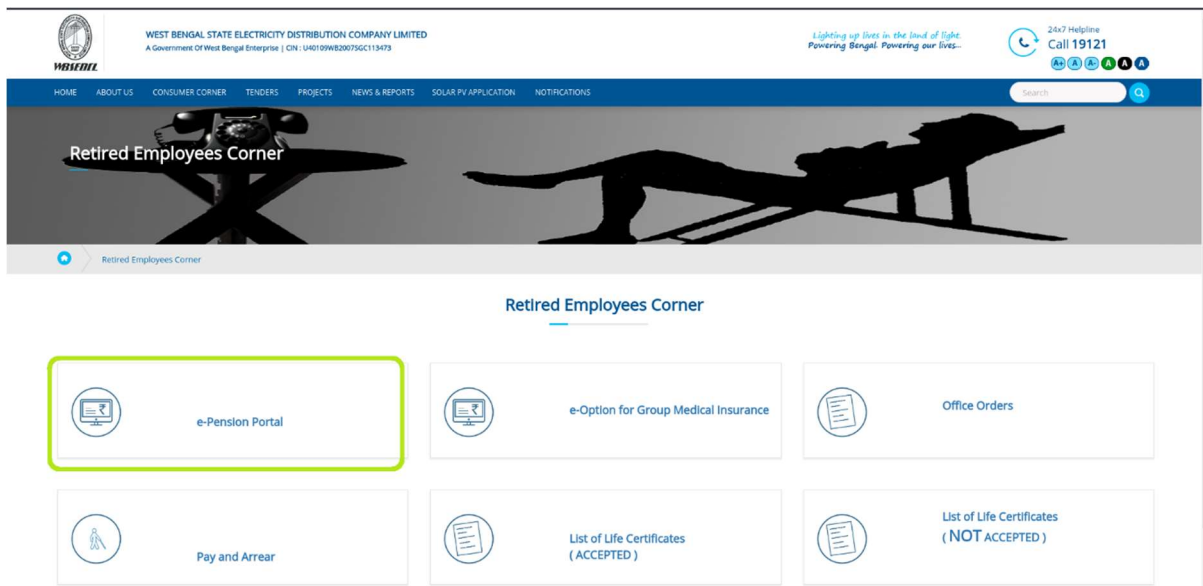 WBSEDCL
WEST BENGAL STATE ELECTRICITY DISTRIBUTION COMPANY LIMITED
A Government Of West Bengal Enterprise | CIN : U40109WB2007SGC113473
Lighting up lives in the land of light.
Powering Bengal. Powering our lives...
24x7 Helpline
Call 19121
A+ A A- A A A
HOME ABOUT US CONSUMER CORNER TENDERS PROJECTS NEWS & REPORTS SOLAR PV APPLICATION NOTIFICATIONS Search
Retired Employees Corner
Retired Employees Corner
Retired Employees Corner
e-Pension Portal
e-Option for Group Medical Insurance
Office Orders
Pay and Arrear
List of Life Certificates
( ACCEPTED )
List of Life Certificates
( NOT ACCEPTED )